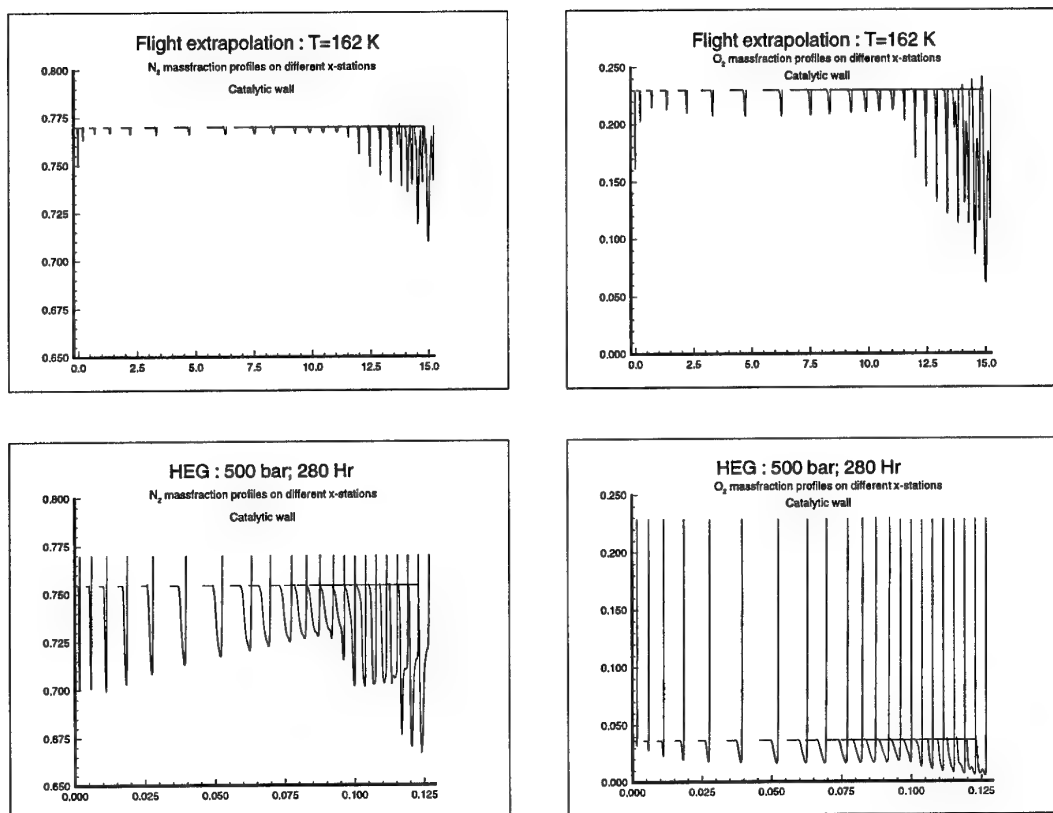 Flight extrapolation : T=162 K
N2 massfraction profiles on different x-stations
Catalytic wall
0.800
0.775
0.750
0.725
0.700
0.675
0.650
0.0 2.5 5.0 7.5 10.0 12.5 15.0
Flight extrapolation : T=162 K
O2 massfraction profiles on different x-stations
Catalytic wall
0.250
0.200
0.150
0.100
0.050
0.000
0.0 2.5 5.0 7.5 10.0 12.5 15.0
HEG : 500 bar; 280 Hr
N2 massfraction profiles on different x-stations
Catalytic wall
0.800
0.775
0.750
0.725
0.700
0.675
0.650
0.000 0.025 0.050 0.075 0.100 0.125
HEG : 500 bar; 280 Hr
O2 massfraction profiles on different x-stations
Catalytic wall
0.250
0.200
0.150
0.100
0.050
0.000
0.000 0.025 0.050 0.075 0.100 0.125